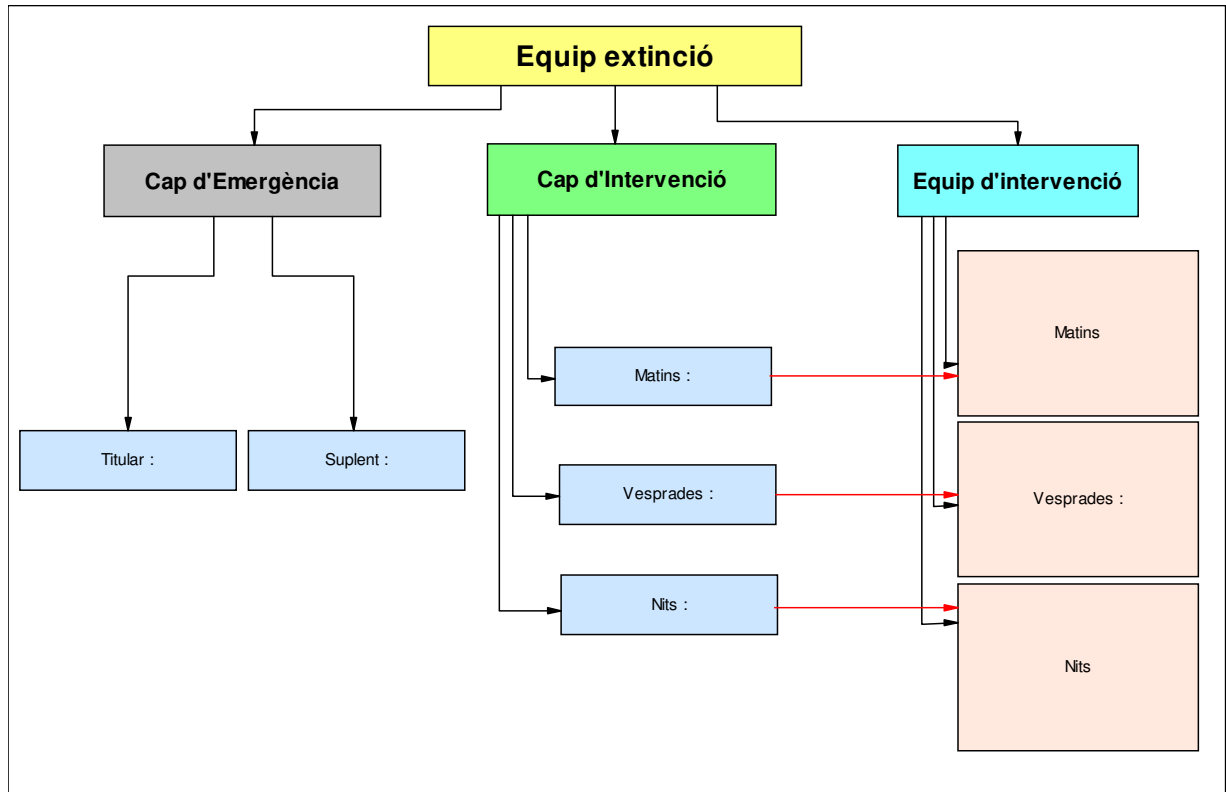 Equip extinció
Cap d'Emergència
Cap d'Intervenció
Equip d'intervenció
Titular :
Suplent :
Matins :
Vesprades :
Nits :
Matins
Vesprades :
Nits